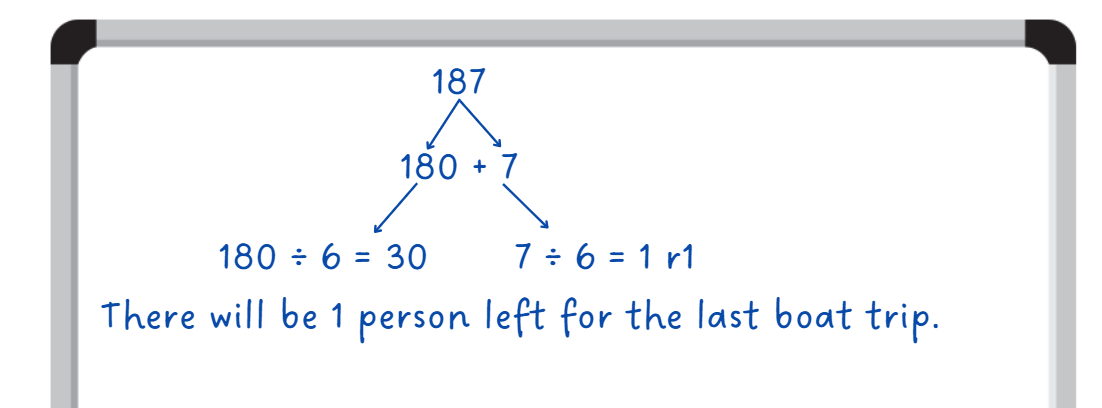 187
180 + 7
180 ÷ 6 = 30 7 ÷ 6 = 1 r1
There will be 1 person left for the last boat trip.